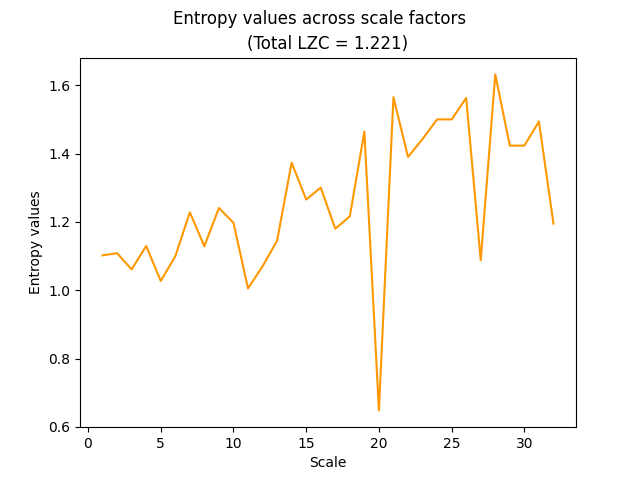 Entropy values across scale factors
(Total LZC = 1.221)
1.6
1.4
1.2
1.0
0.8
0.6
Entropy values
0 5 10 15 20 25 30
Scale